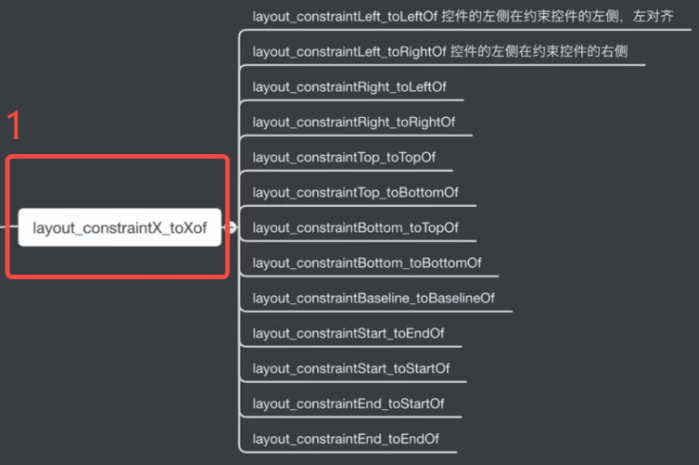 layout_constraintLeft_toLeftOf 控件的左侧在约束控件的左侧，左对齐
layout_constraintLeft_toRightOf 控件的左侧在约束控件的右侧
layout_constraintRight_toLeftOf
1
layout_constraintRight_toRightOf
layout_constraintTop_toTopOf
layout_constraintTop_toBottomOf
layout_constraintX_toXof
layout_constraintBottom_toTopOf
layout_constraintBottom_toBottomOf
layout_constraintBaseline_toBaselineOf
layout_constraintStart_toEndOf
layout_constraintStart_toStartOf
layout_constraintEnd_toStartOf
layout_constraintEnd_toEndOf